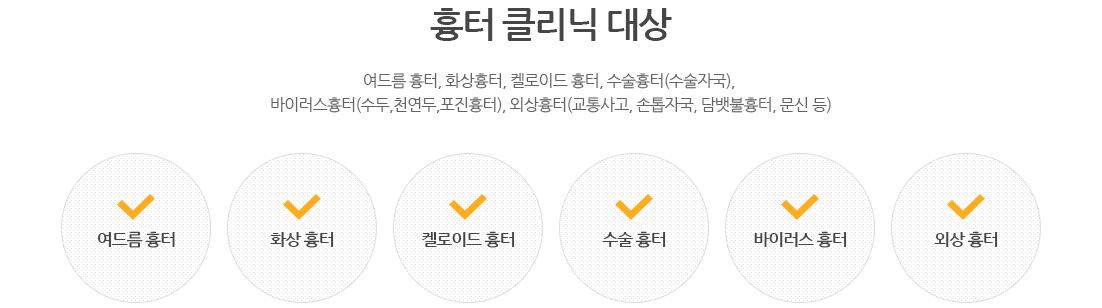 흉터 클리닉 대상
여드름 흉터, 화상흉터, 켈로이드 흉터, 수술흉터(수술자국),
바이러스흉터(수두,천연두,포진흉터), 외상흉터(교통사고, 손톱자국, 담뱃불흉터, 문신 등)
여드름 흉터
화상 흉터
켈로이드 흉터
수술 흉터
바이러스 흉터
외상 흉터